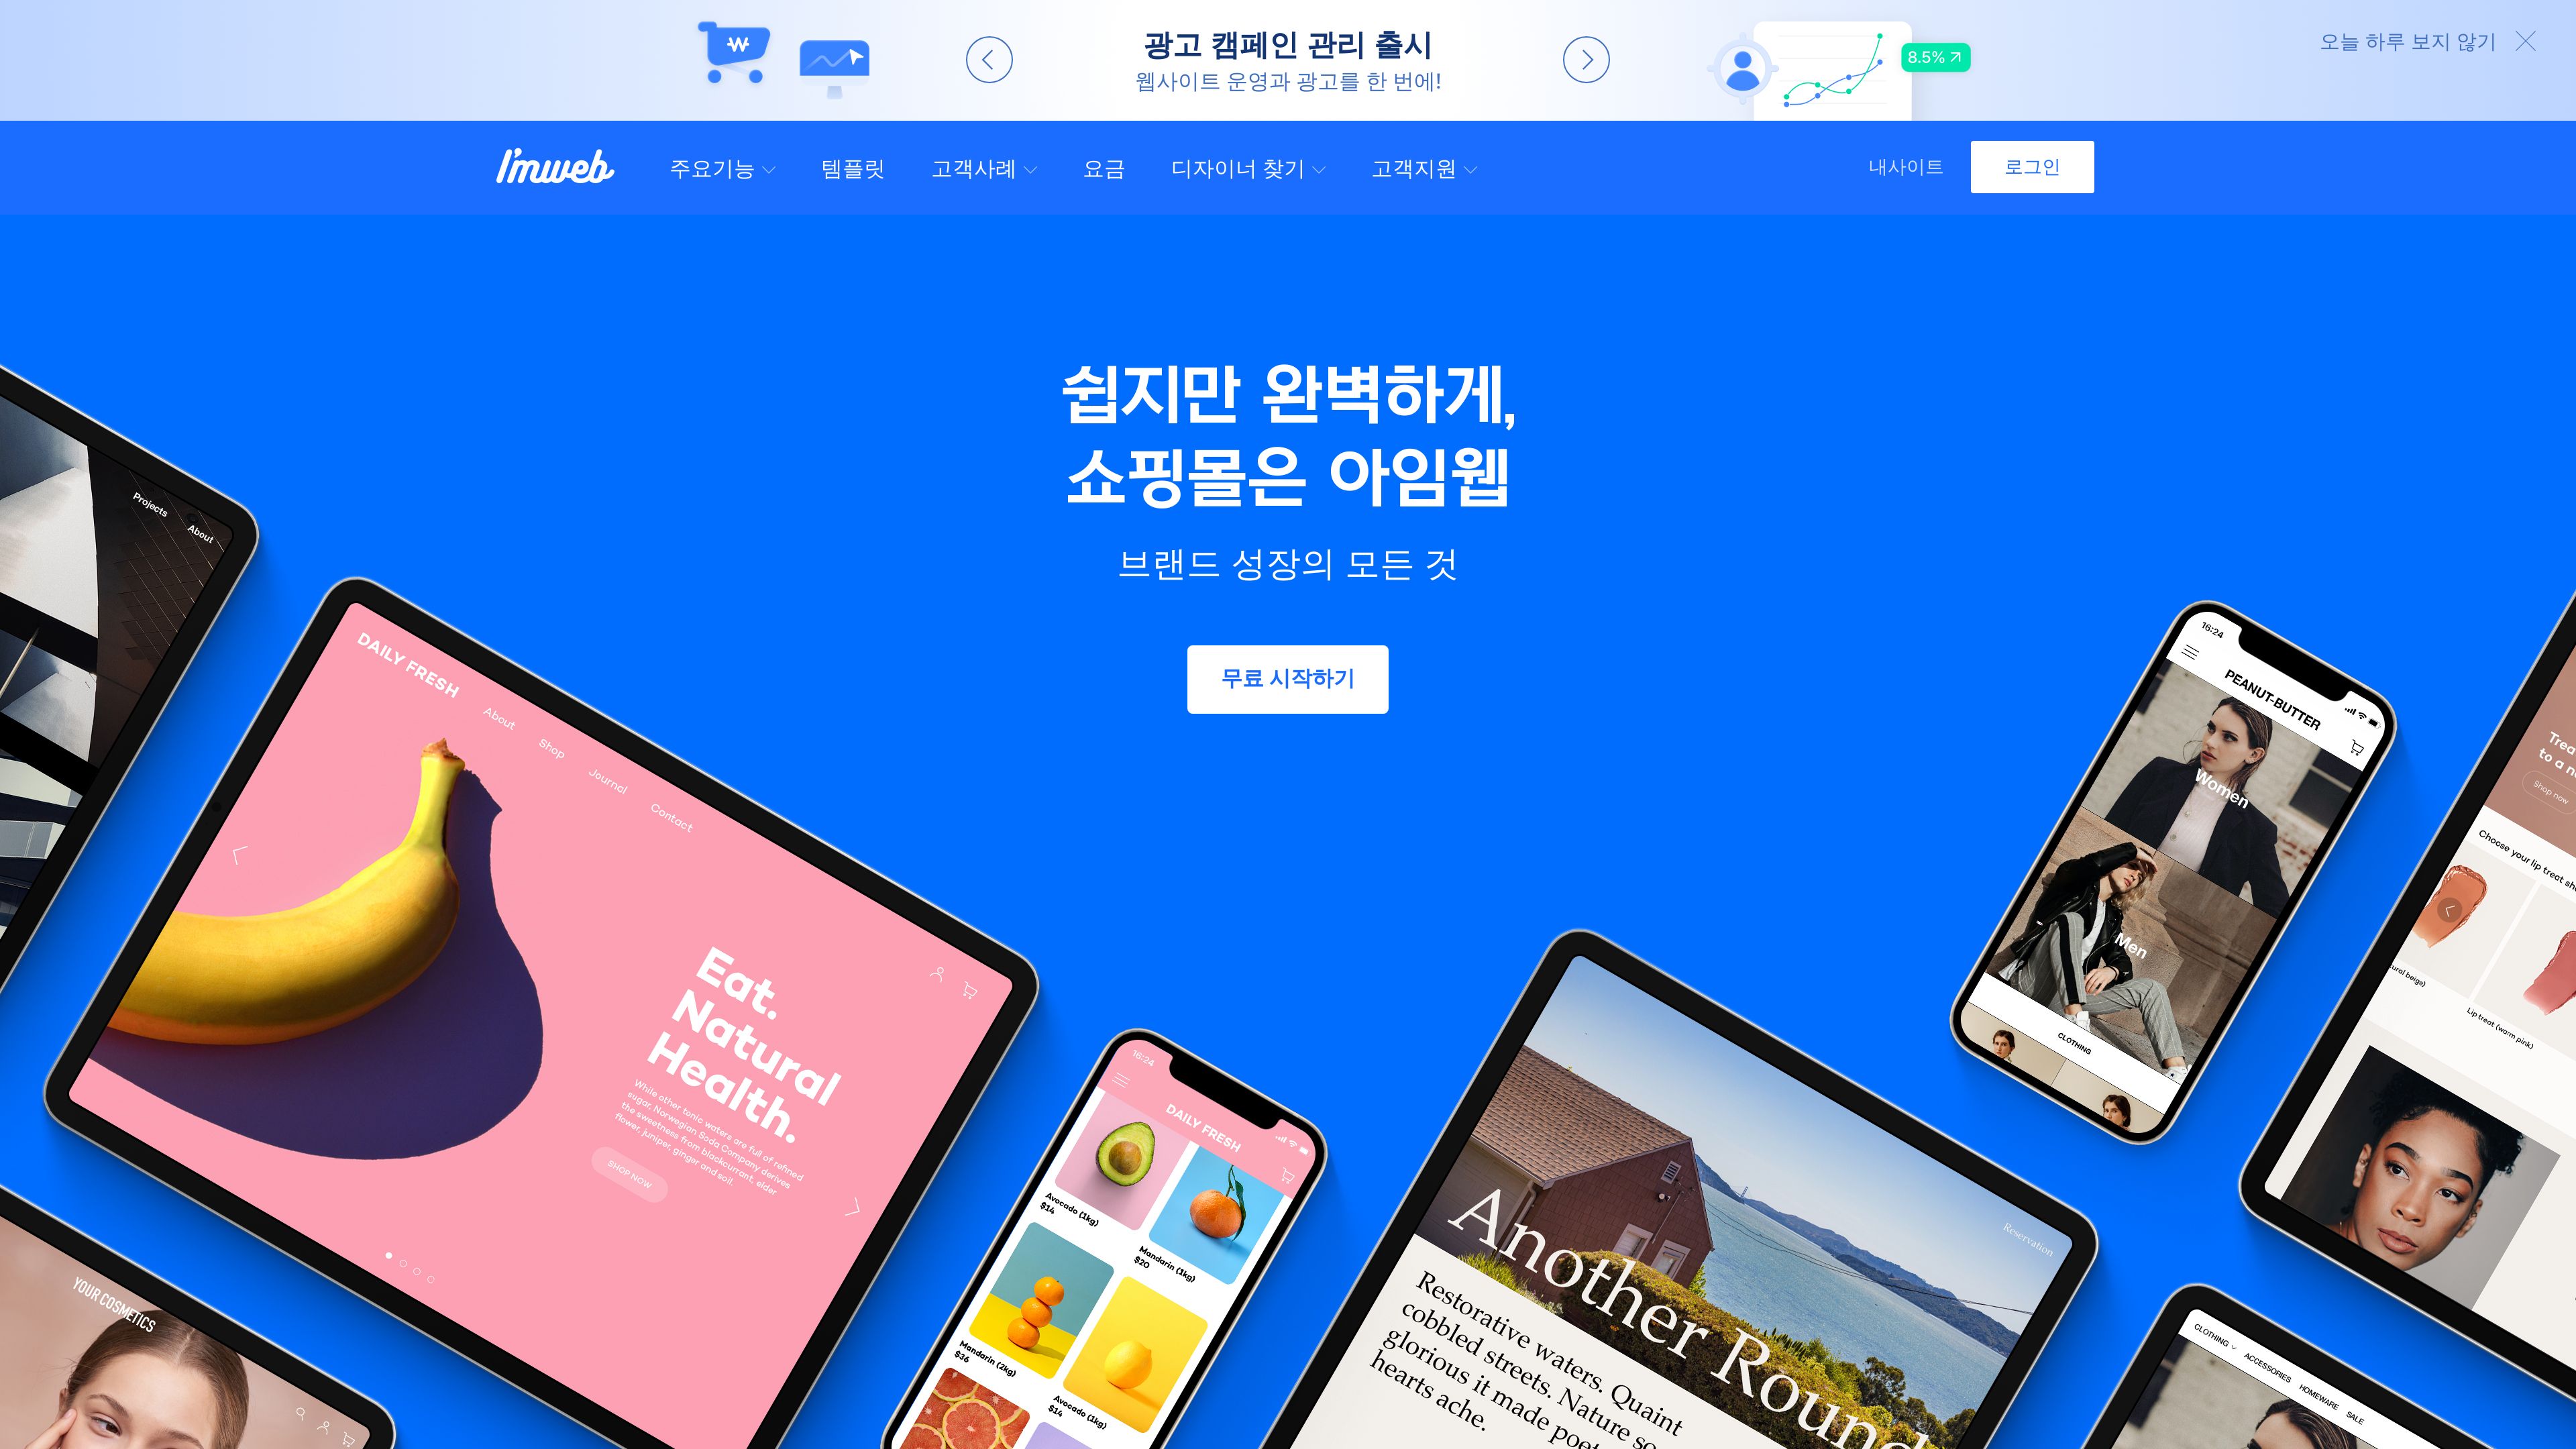 광고 캠페인 관리 출시
웹사이트 운영과 광고를 한 번에!
8.5%
오늘 하루 보지 않기
I'mweb
주요기능
템플릿
고객사례
요금
디자이너 찾기
고객지원
내사이트
로그인
쉽지만 완벽하게,
쇼핑몰은 아임웹
브랜드 성장의 모든 것
무료 시작하기
Projects
About
DAILY FRESH
About
Shop
Journal
Contact
Eat.
Natural
Health.
While other tonic waters are full of refined
sugar, Norwegian Soda Company derives
the sweetness from blackcurrant, elder
flower, juniper, ginger and soil.
SHOP NOW
YOUR COSMETICS
16:24
DAILY FRESH
Avocado (1kg)
$14
Mandarin (1kg)
$20
Mandarin (2kg)
$36
Avocado (1kg)
$14
Reservation
Another Round
Restorative waters. Quaint
cobbled streets. Nature so
glorious it made poet
hearts ache.
16:24
PEANUT-BUTTER
Women
Men
CLOTHING
to a
Shop now
Choose your lip treat
beige)
Lip treat (warm pink)
CLOTHING
ACCESSORIES
HOMEWARE
SALE